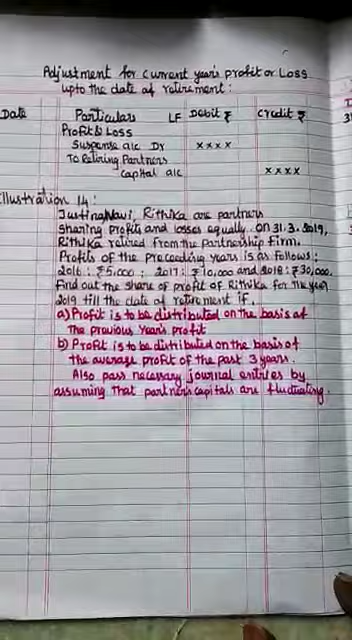 Adjustment for current year's profit or Loss
upto the date of retirement:
Date Particulars LF Debit ₹ Credit ₹
Profit & Loss
Suspense a/c Dr xxxx
To Retiring Partners
Capital a/c xxxx
Illustration 14:
Justina, Navi, Rithika are partners
Sharing profits and losses equally. On 31.3.2019,
Rithika retired from the partnership firm.
Profits of the preceeding years is as follows:
2016: ₹5,000; 2017: ₹10,000 and 2018: ₹30,000.
Find out the share of profit of Rithika for the year
2019 till the date of retirement if.
a) Profit is to be distributed on the basis of
the previous year's profit
b) Profit is to be distributed on the basis of
the average profit of the past 3 years.
Also pass necessary journal entries by
assuming that partners capitals are fluctuating.